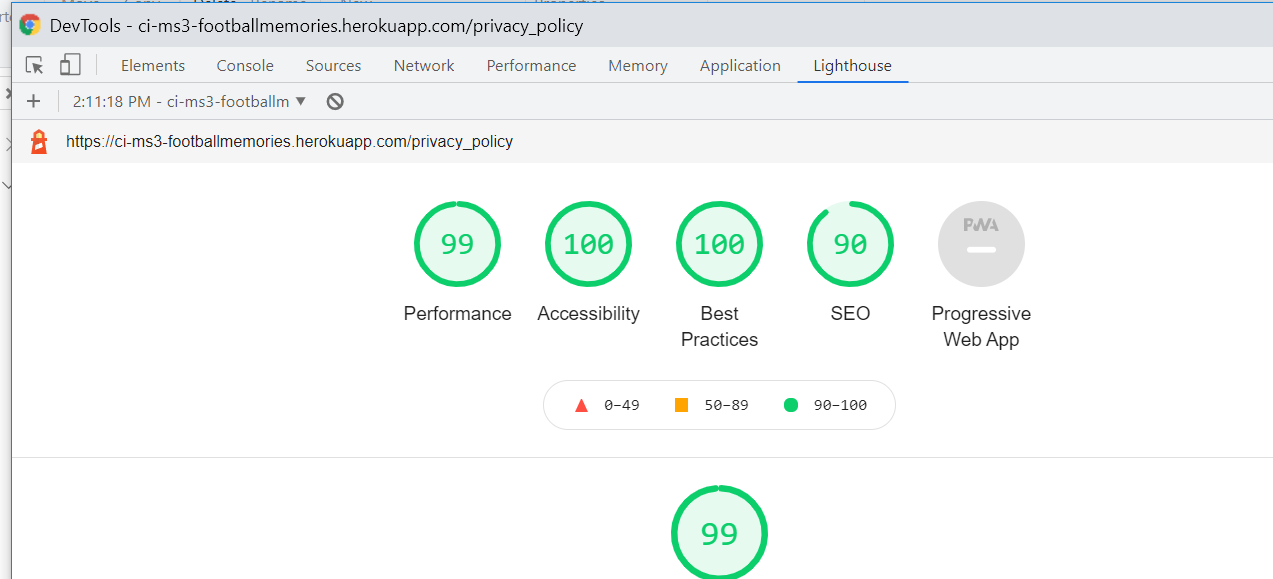 DevTools - ci-ms3-footballmemories.herokuapp.com/privacy_policy
Elements Console Sources Network Performance Memory Application Lighthouse
2:11:18 PM - ci-ms3-footballm
https://ci-ms3-footballmemories.herokuapp.com/privacy_policy
99 100 100 90 PWA
Performance Accessibility Best Practices SEO Progressive Web App
0–49 50–89 90–100
99